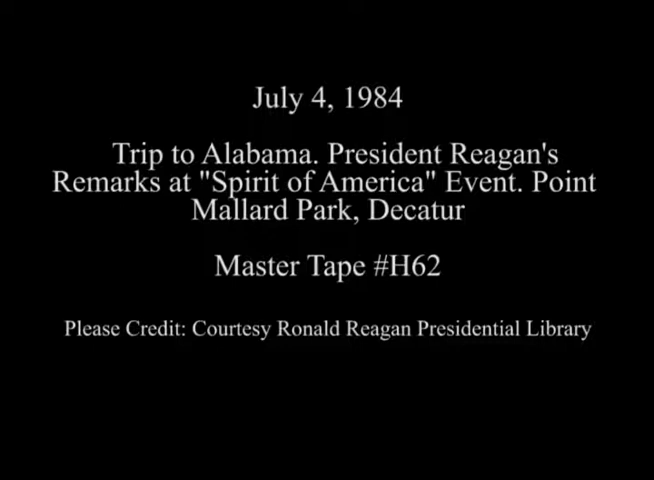 July 4, 1984
Trip to Alabama. President Reagan's
Remarks at "Spirit of America" Event. Point
Mallard Park, Decatur
Master Tape #H62
Please Credit: Courtesy Ronald Reagan Presidential Library